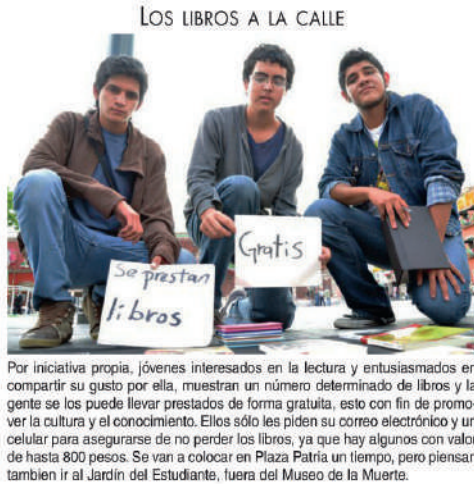 LOS LIBROS A LA CALLE
Se prestan
libros
Gratis
Por iniciativa propia, jóvenes interesados en la lectura y entusiasmados en
compartir su gusto por ella, muestran un número determinado de libros y la
gente se los puede llevar prestados de forma gratuita, esto con fin de promo-
ver la cultura y el conocimiento. Ellos sólo les piden su correo electrónico y un
celular para asegurarse de no perder los libros, ya que hay algunos con valor
de hasta 800 pesos. Se van a colocar en Plaza Patria un tiempo, pero piensan
tambien ir al Jardín del Estudiante, fuera del Museo de la Muerte.